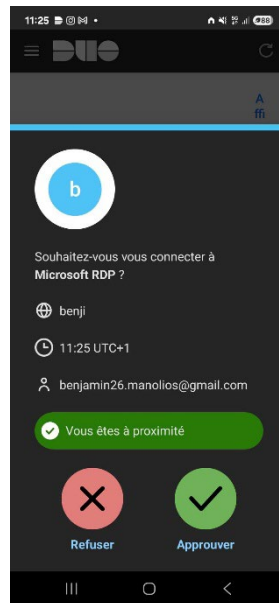 11:25
88
DUO
A
ffi
b
Souhaitez-vous vous connecter à
Microsoft RDP ?
benji
11:25 UTC+1
benjamin26.manolios@gmail.com
Vous êtes à proximité
Refuser
Approuver